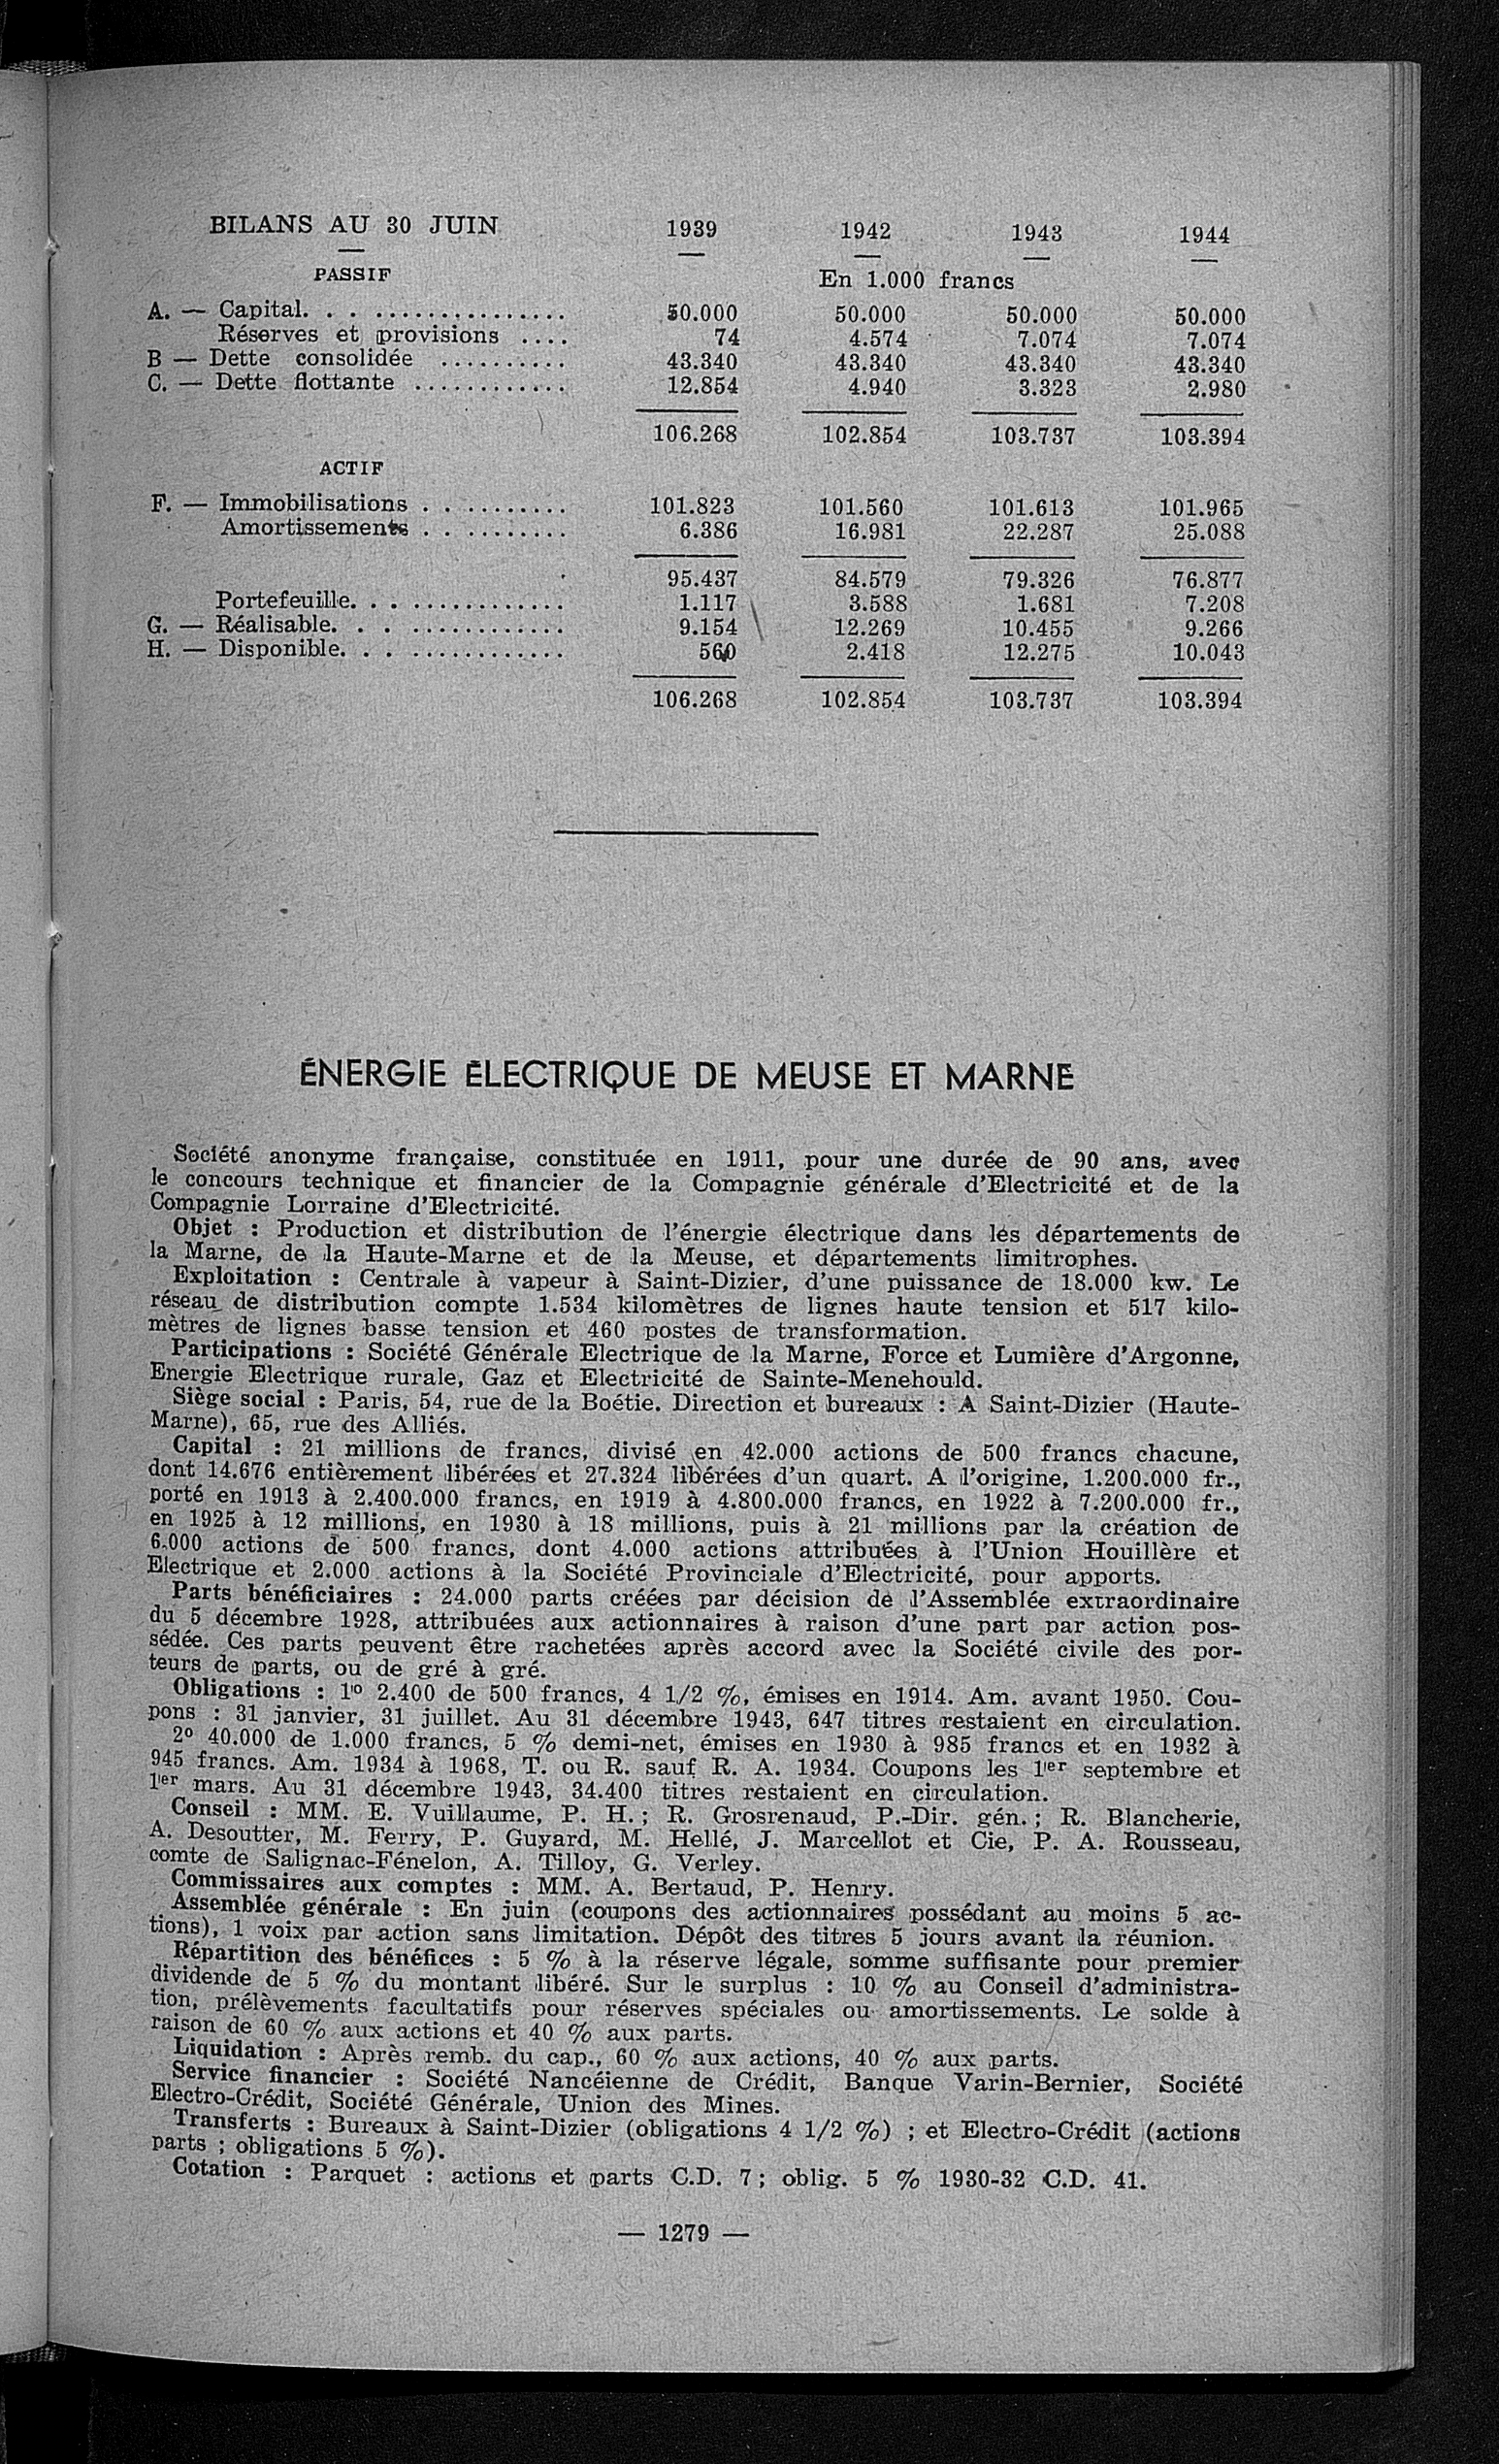 BILANS AU 30 JUIN 1939 1942 1943 1944
PASSIF En 1.000 francs
A. — Capital. . . ................ 50.000 50.000 50.000 50.000
Réserves et provisions .... 74 4.574 7.074 7.074
B — Dette consolidée .......... 43.340 43.340 43.340 43.340
C. — Dette flottante ............ 12.854 4.940 3.323 2.980
106.268 102.854 103.737 103.394
ACTIF
F. — Immobilisations ........... 101.823 101.560 101.613 101.965
Amortissements ........... 6.386 16.981 22.287 25.088
95.437 84.579 79.326 76.877
Portefeuille. . . .............. 1.117 3.588 1.681 7.208
G. — Réalisable. . . ............. 9.154 12.269 10.455 9.266
H. — Disponible. . . .............. 560 2.418 12.275 10.043
106.268 102.854 103.737 103.394
ÉNERGIE ÉLECTRIQUE DE MEUSE ET MARNE
Société anonyme française, constituée en 1911, pour une durée de 90 ans, avec
le concours technique et financier de la Compagnie générale d'Electricité et de la
Compagnie Lorraine d'Electricité.
Objet : Production et distribution de l'énergie électrique dans les départements de
la Marne, de la Haute-Marne et de la Meuse, et départements limitrophes.
Exploitation : Centrale à vapeur à Saint-Dizier, d'une puissance de 18.000 kw. Le
réseau de distribution compte 1.534 kilomètres de lignes haute tension et 517 kilo-
mètres de lignes basse tension et 460 postes de transformation.
Participations : Société Générale Electrique de la Marne, Force et Lumière d'Argonne,
Energie Electrique rurale, Gaz et Electricité de Sainte-Menehould.
Siège social : Paris, 54, rue de la Boétie. Direction et bureaux : A Saint-Dizier (Haute-
Marne), 65, rue des Alliés.
Capital : 21 millions de francs, divisé en 42.000 actions de 500 francs chacune,
dont 14.676 entièrement libérées et 27.324 libérées d'un quart. A l'origine, 1.200.000 fr.,
porté en 1913 à 2.400.000 francs, en 1919 à 4.800.000 francs, en 1922 à 7.200.000 fr.,
en 1925 à 12 millions, en 1930 à 18 millions, puis à 21 millions par la création de
6.000 actions de 500 francs, dont 4.000 actions attribuées à l'Union Houillère et
Electrique et 2.000 actions à la Société Provinciale d'Electricité, pour apports.
Parts bénéficiaires : 24.000 parts créées par décision de l'Assemblée extraordinaire
du 5 décembre 1928, attribuées aux actionnaires à raison d'une part par action pos-
sédée. Ces parts peuvent être rachetées après accord avec la Société civile des por-
teurs de parts, ou de gré à gré.
Obligations : 1º 2.400 de 500 francs, 4 1/2 %, émises en 1914. Am. avant 1950. Cou-
pons : 31 janvier, 31 juillet. Au 31 décembre 1943, 647 titres restaient en circulation.
2º 40.000 de 1.000 francs, 5 % demi-net, émises en 1930 à 985 francs et en 1932 à
945 francs. Am. 1934 à 1968, T. ou R. sauf R. A. 1934. Coupons les 1er septembre et
1er mars. Au 31 décembre 1943, 34.400 titres restaient en circulation.
Conseil : MM. E. Vuillaume, P. H. ; R. Grosrenaud, P.-Dir. gén. ; R. Blancherie,
A. Desoutter, M. Ferry, P. Guyard, M. Hellé, J. Marcellot et Cie, P. A. Rousseau,
comte de Salignac-Fénelon, A. Tilloy, G. Verley.
Commissaires aux comptes : MM. A. Bertaud, P. Henry.
Assemblée générale : En juin (coupons des actionnaires possédant au moins 5 ac-
tions), 1 voix par action sans limitation. Dépôt des titres 5 jours avant la réunion.
Répartition des bénéfices : 5 % à la réserve légale, somme suffisante pour premier
dividende de 5 % du montant libéré. Sur le surplus : 10 % au Conseil d'administra-
tion, prélèvements facultatifs pour réserves spéciales ou amortissements. Le solde à
raison de 60 % aux actions et 40 % aux parts.
Liquidation : Après remb. du cap., 60 % aux actions, 40 % aux parts.
Service financier : Société Nancéienne de Crédit, Banque Varin-Bernier, Société
Electro-Crédit, Société Générale, Union des Mines.
Transferts : Bureaux à Saint-Dizier (obligations 4 1/2 %) ; et Electro-Crédit (actions
parts ; obligations 5 %).
Cotation : Parquet : actions et parts C.D. 7 ; oblig. 5 % 1930-32 C.D. 41.
— 1279 —